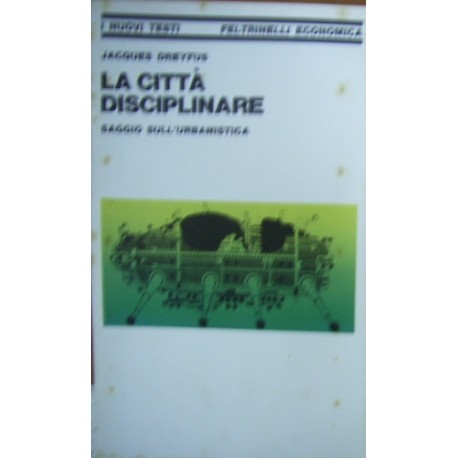 I NUOVI TESTI FELTRINELLI ECONOMICA
JACQUES DREYFUS
LA CITTÀ
DISCIPLINARE
SAGGIO SULL'URBANISTICA